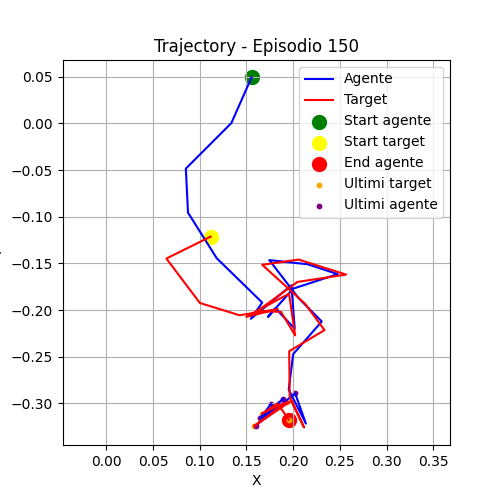 Trajectory - Episodio 150
Agente
Target
Start agente
Start target
End agente
Ultimi target
Ultimi agente
0.05
0.00
−0.05
−0.10
−0.15
−0.20
−0.25
−0.30
0.00 0.05 0.10 0.15 0.20 0.25 0.30 0.35
X